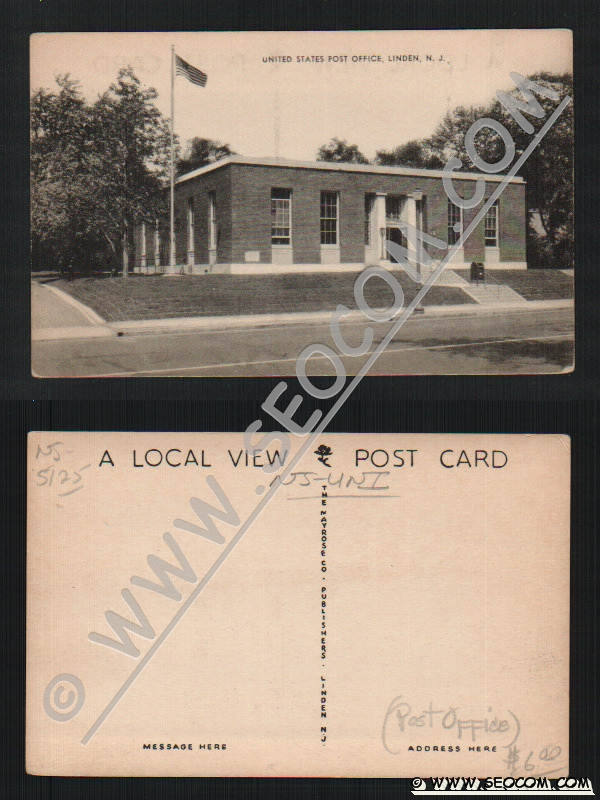 UNITED STATES POST OFFICE, LINDEN, N. J.
© WWW.SEOCOM.COM
NJ-
5125
A LOCAL VIEW POST CARD
NJ-UNI
THE MAYROSE CO. PUBLISHERS. LINDEN N.J.
(Post Office)
MESSAGE HERE
ADDRESS HERE
$6.00
© WWW.SEOCOM.COM